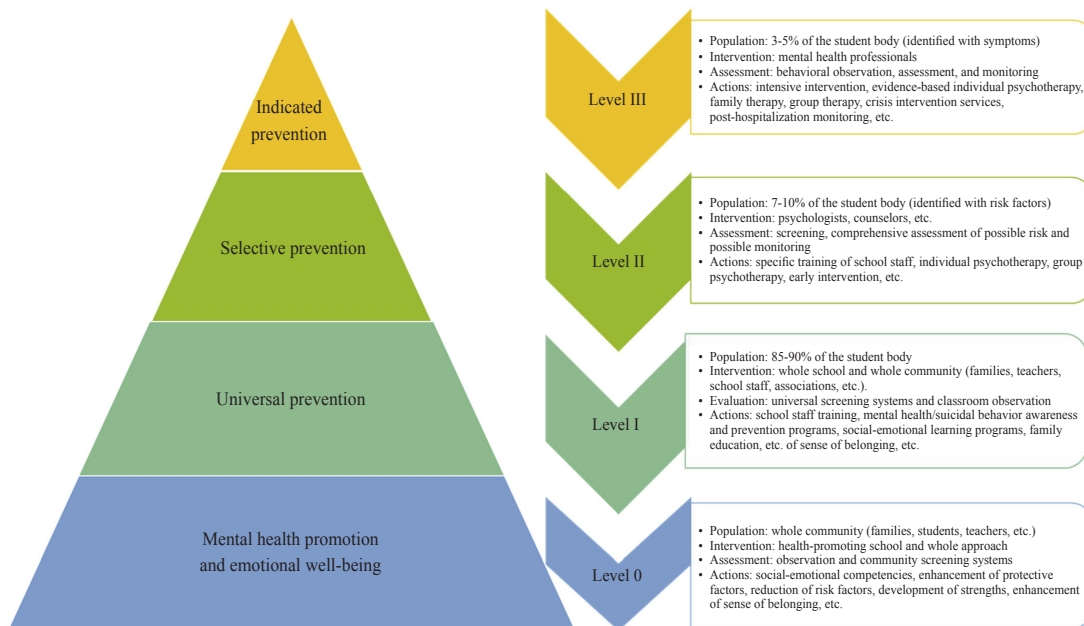 Indicated
prevention
Level III
• Population: 3-5% of the student body (identified with symptoms)
• Intervention: mental health professionals
• Assessment: behavioral observation, assessment, and monitoring
• Actions: intensive intervention, evidence-based individual psychotherapy,
family therapy, group therapy, crisis intervention services,
post-hospitalization monitoring, etc.
Selective prevention
Level II
• Population: 7-10% of the student body (identified with risk factors)
• Intervention: psychologists, counselors, etc.
• Assessment: screening, comprehensive assessment of possible risk and
possible monitoring
• Actions: specific training of school staff, individual psychotherapy, group
psychotherapy, early intervention, etc.
Universal prevention
Level I
• Population: 85-90% of the student body
• Intervention: whole school and whole community (families, teachers,
school staff, associations, etc.).
• Evaluation: universal screening systems and classroom observation
• Actions: school staff training, mental health/suicidal behavior awareness
and prevention programs, social-emotional learning programs, family
education, etc. of sense of belonging, etc.
Mental health promotion
and emotional well-being
Level 0
• Population: whole community (families, students, teachers, etc.)
• Intervention: health-promoting school and whole approach
• Assessment: observation and community screening systems
• Actions: social-emotional competencies, enhancement of protective
factors, reduction of risk factors, development of strengths, enhancement
of sense of belonging, etc.